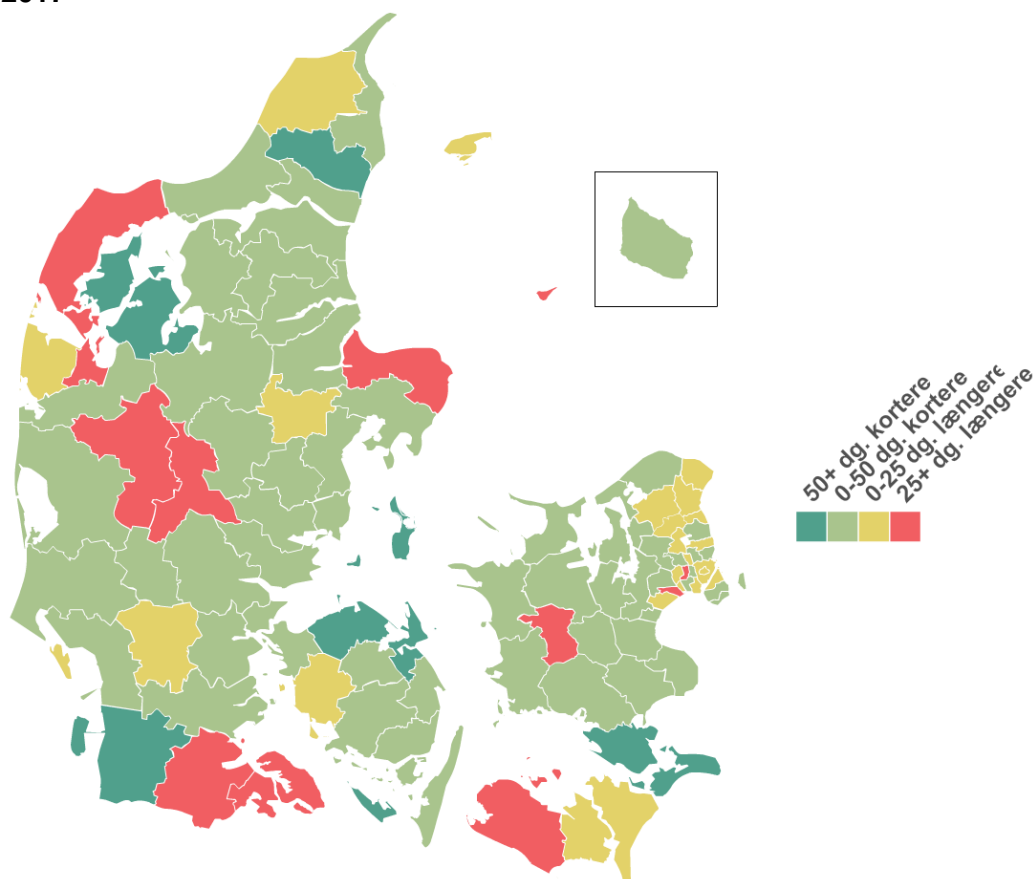 50+ dg. kortere
0-50 dg. kortere
0-25 dg. længere
25+ dg. længere